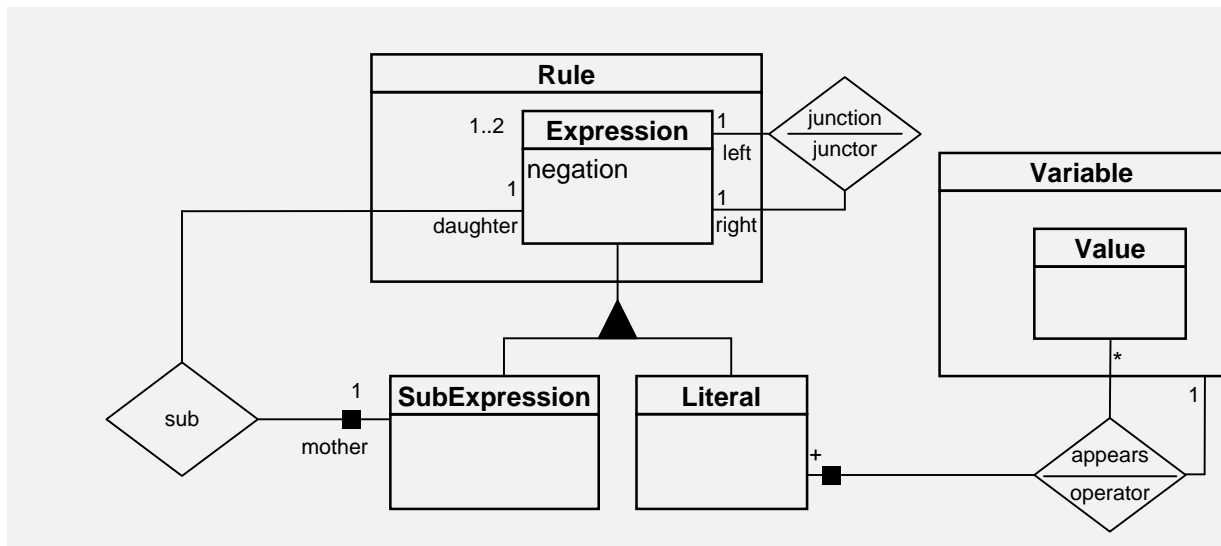 Rule
1..2
Expression
1
left
junction
junctor
negation
Variable
1
daughter
1
right
Value
*
1
sub
1
mother
SubExpression
Literal
+
appears
operator